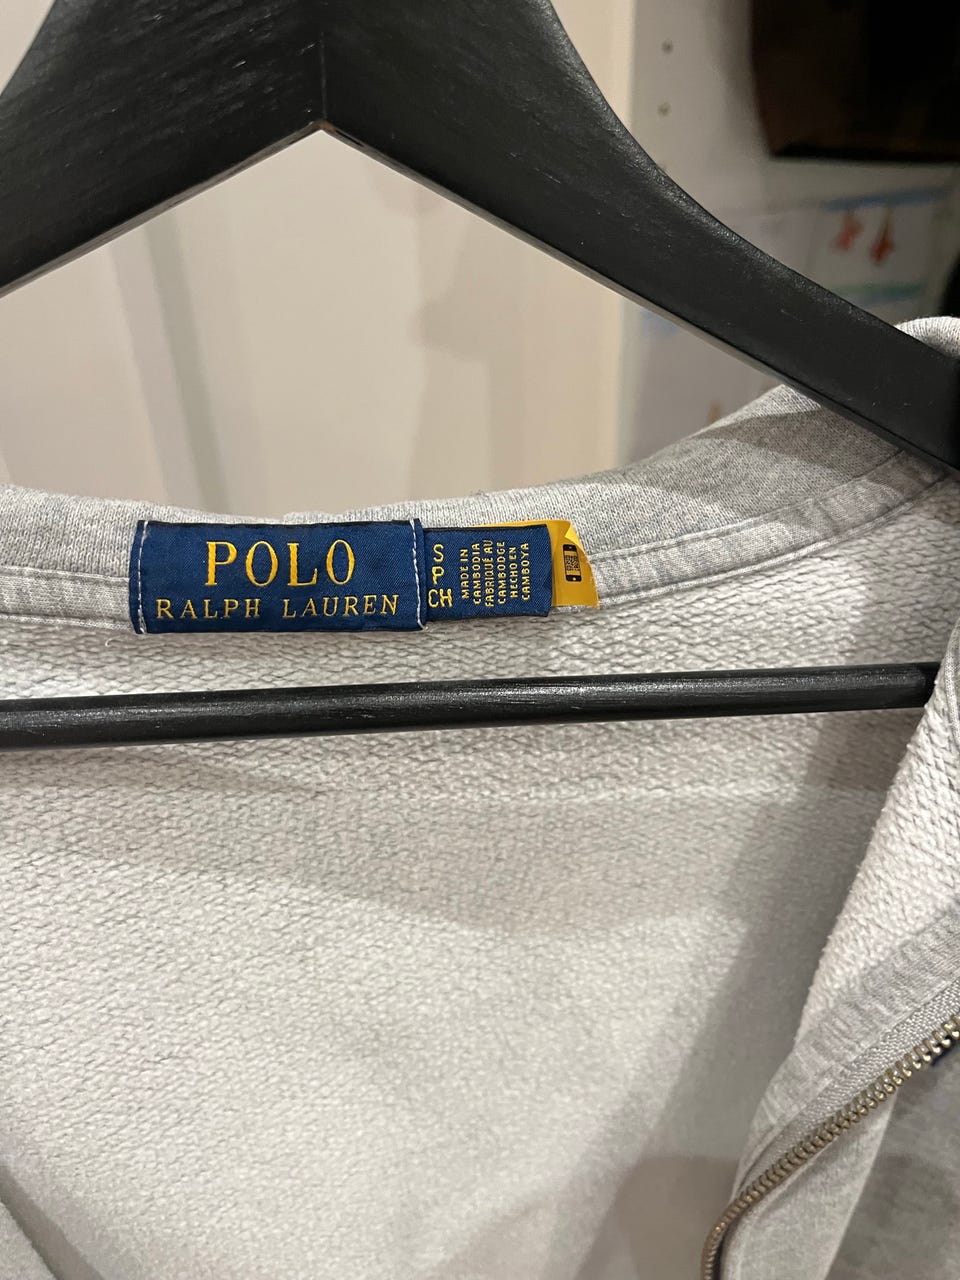 POLO
RALPH LAUREN
S
P
CH
MADE IN
CAMBODIA
FABRIQUÉ AU
CAMBODGE
HECHO EN
CAMBOYA